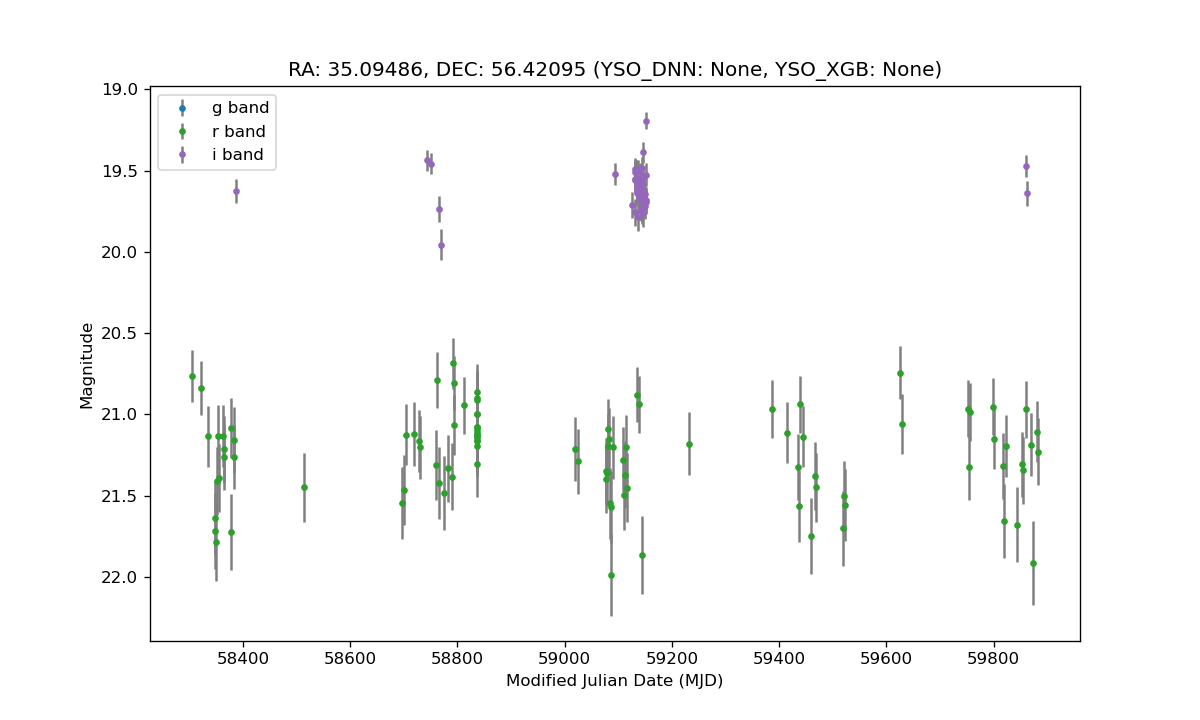 RA: 35.09486, DEC: 56.42095 (YSO_DNN: None, YSO_XGB: None)
g band
r band
i band
Magnitude
19.0
19.5
20.0
20.5
21.0
21.5
22.0
58400
58600
58800
59000
59200
59400
59600
59800
Modified Julian Date (MJD)